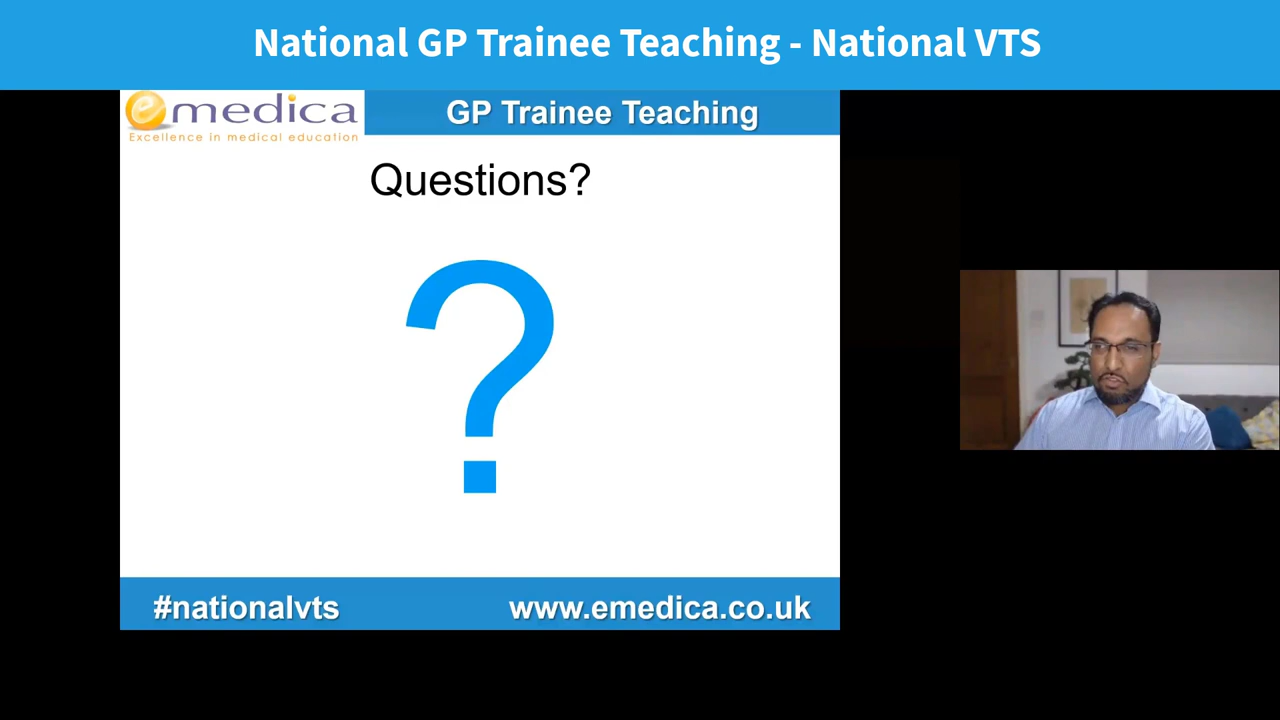 National GP Trainee Teaching - National VTS
emedica
Excellence in medical education
GP Trainee Teaching
Questions?
?
#nationalvts
www.emedica.co.uk